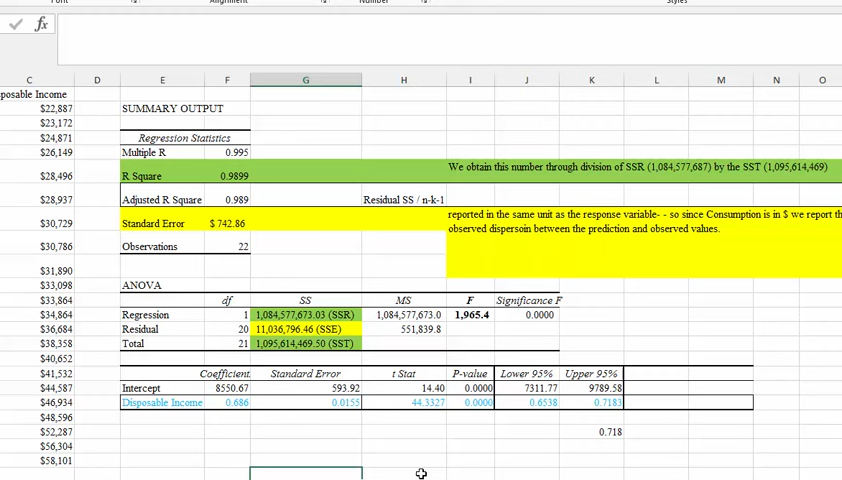 Font Alignment Number Styles
fx
C D E F G H I J K L M N O
sposable Income
$22,887 SUMMARY OUTPUT
$23,172
$24,871 Regression Statistics
$26,149 Multiple R 0.995
We obtain this number through division of SSR (1,084,577,687) by the SST (1,095,614,469)
$28,496 R Square 0.9899
$28,937 Adjusted R Square 0.989 Residual SS / n-k-1
reported in the same unit as the response variable- - so since Consumption is in $ we report th
$30,729 Standard Error $ 742.86
observed dispersoin between the prediction and observed values.
$30,786 Observations 22
$31,890
$33,098 ANOVA
$33,864 df SS MS F Significance F
$34,864 Regression 1 1,084,577,673.03 (SSR) 1,084,577,673.0 1,965.4 0.0000
$36,684 Residual 20 11,036,796.46 (SSE) 551,839.8
$38,358 Total 21 1,095,614,469.50 (SST)
$40,652
$41,532 Coefficient. Standard Error t Stat P-value Lower 95% Upper 95%
$44,587 Intercept 8550.67 593.92 14.40 0.0000 7311.77 9789.58
$46,934 Disposable Income 0.686 0.0155 44.3327 0.0000 0.6538 0.7183
$48,596
$52,287 0.718
$56,304
$58,101